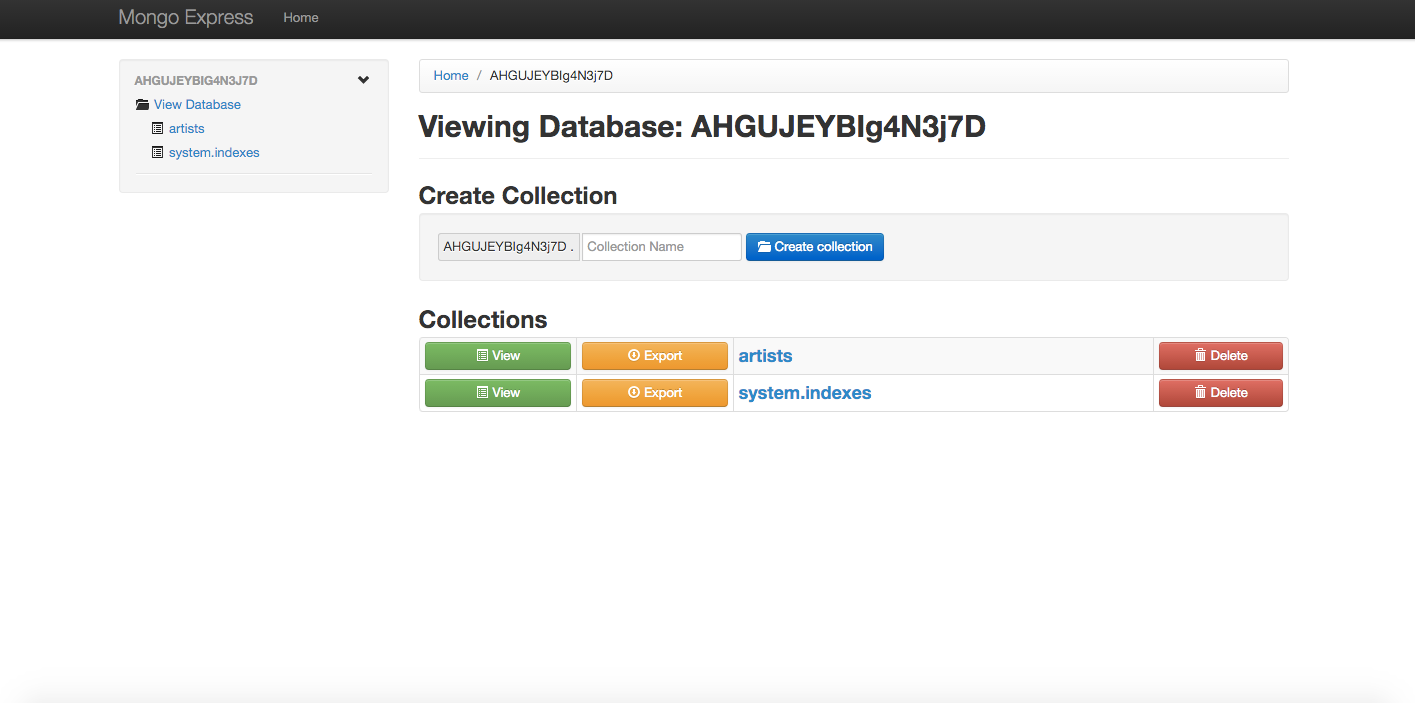 Mongo Express Home
AHGUJEYBIG4N3J7D
View Database
artists
system.indexes
Home / AHGUJEYBIg4N3j7D
Viewing Database: AHGUJEYBIg4N3j7D
Create Collection
AHGUJEYBIg4N3j7D . Collection Name Create collection
Collections
View Export artists Delete
View Export system.indexes Delete